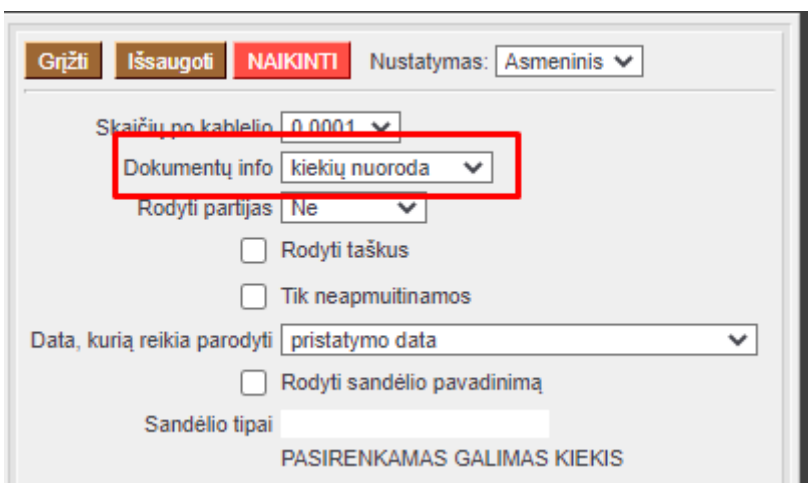 Grįžti Išsaugoti NAIKINTI Nustatymas: Asmeninis
Skaičių po kablelio 0.0001
Dokumentų info kiekių nuoroda
Rodyti partijas Ne
Rodyti taškus
Tik neapmuitinamos
Data, kurią reikia parodyti pristatymo data
Rodyti sandėlio pavadinimą
Sandėlio tipai
PASIRENKAMAS GALIMAS KIEKIS